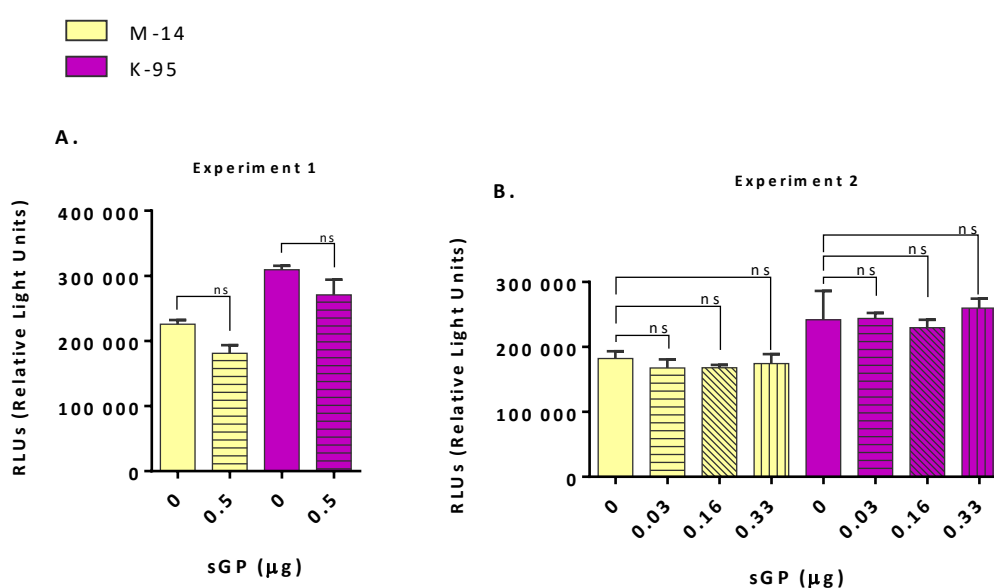 M-14
K-95
A.
Experiment 1
RLUs (Relative Light Units)
400 000
300 000
200 000
100 000
0
ns
ns
0
0.5
0
0.5
sGP (µg)
B.
Experiment 2
RLUs (Relative Light Units)
300 000
200 000
100 000
0
ns
ns
ns
ns
ns
ns
0
0.03
0.16
0.33
0
0.03
0.16
0.33
sGP (µg)